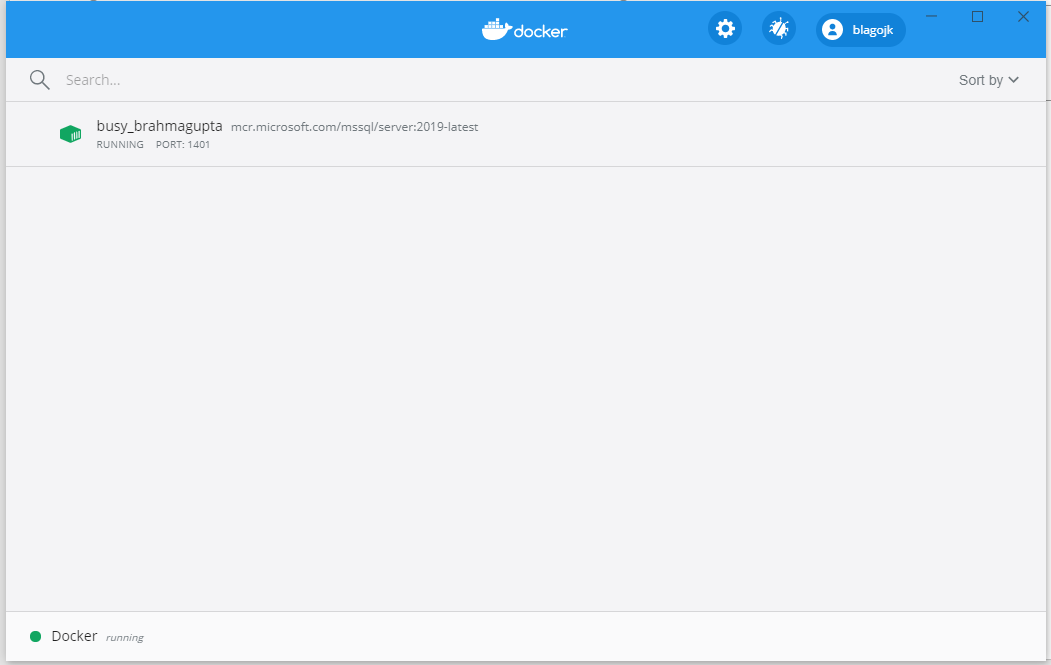 docker
blagojk
Search...
Sort by
busy_brahmagupta mcr.microsoft.com/mssql/server:2019-latest
RUNNING PORT: 1401
Docker running